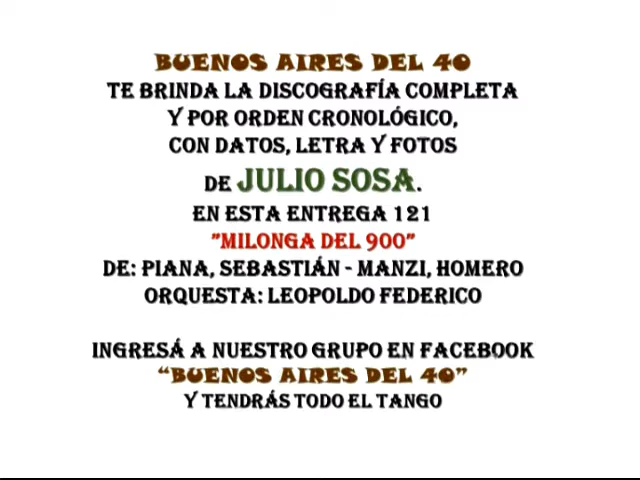 BUENOS AIRES DEL 40
TE BRINDA LA DISCOGRAFÍA COMPLETA
Y POR ORDEN CRONOLÓGICO,
CON DATOS, LETRA Y FOTOS
DE JULIO SOSA.
EN ESTA ENTREGA 121
"MILONGA DEL 900"
DE: PIANA, SEBASTIÁN - MANZI, HOMERO
ORQUESTA: LEOPOLDO FEDERICO
INGRESÁ A NUESTRO GRUPO EN FACEBOOK
“BUENOS AIRES DEL 40”
Y TENDRÁS TODO EL TANGO